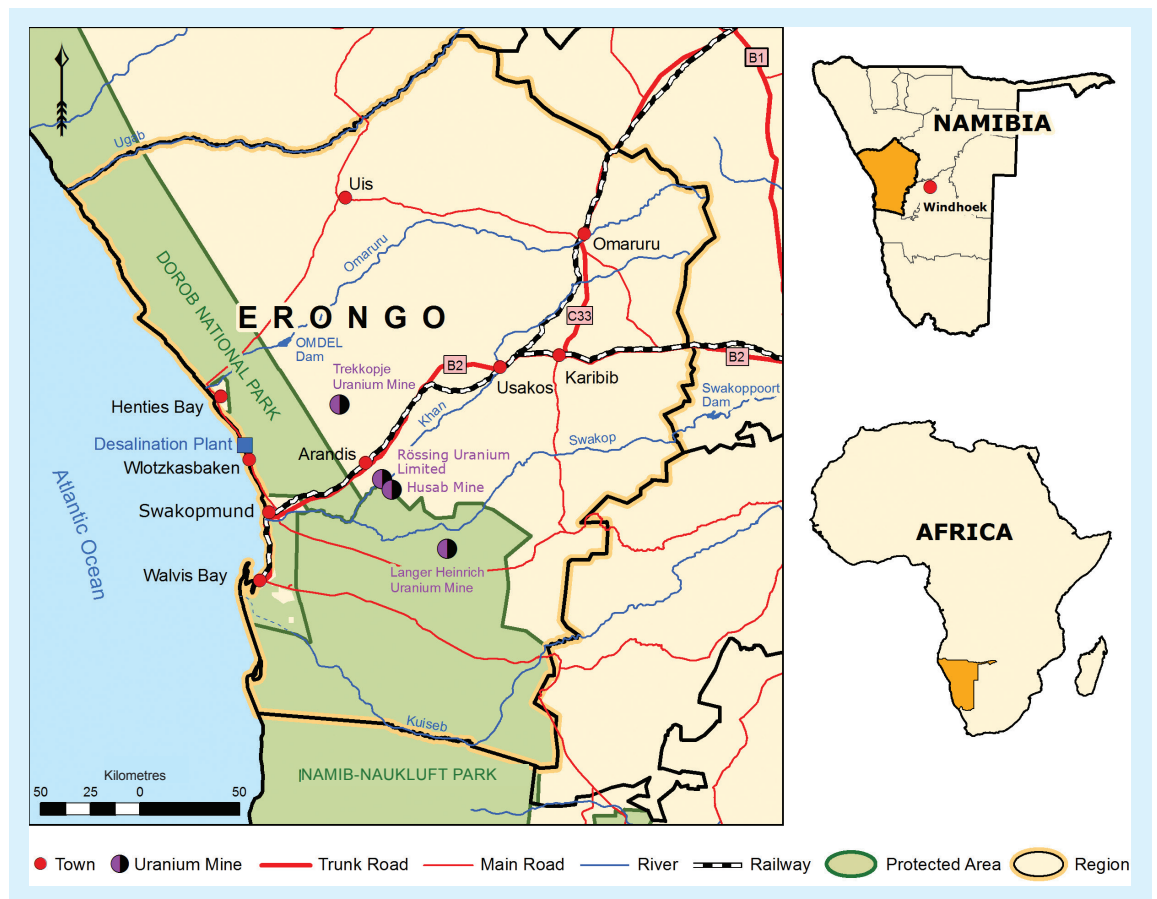 B1
NAMIBIA
Windhoek
Ugab
Uis
Omaruru
Omaruru
DOROB NATIONAL PARK
ERONGO
C33
OMDEL
Dam
B2
B2
Trekkopje
Uranium Mine
Usakos
Karibib
Swakoppoort
Dam
Henties Bay
Khan
Desalination Plant
Swakop
Wlotzkasbaken
Arandis
Rössing Uranium
Limited
Husab Mine
Atlantic Ocean
Swakopmund
AFRICA
Walvis Bay
Langer Heinrich
Uranium Mine
Kuiseb
NAMIB-NAUKLUFT PARK
Kilometres
50 25 0 50
Town Uranium Mine Trunk Road Main Road River Railway Protected Area Region